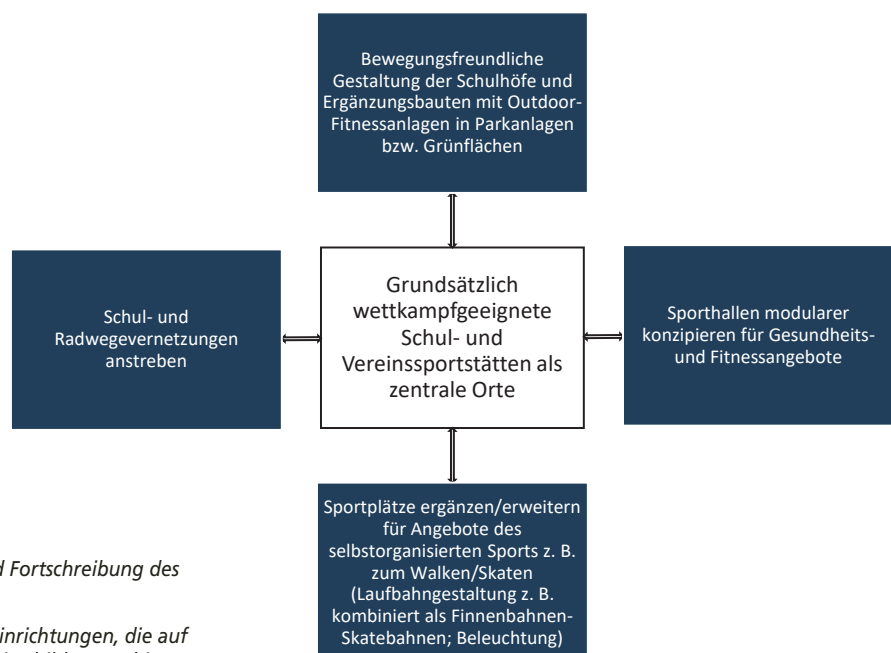 Bewegungsfreundliche
Gestaltung der Schulhöfe und
Ergänzungsbauten mit Outdoor-
Fitnessanlagen in Parkanlagen
bzw. Grünflächen
Schul- und
Radwegevernetzungen
anstreben
Grundsätzlich
wettkampfgeeignete
Schul- und
Vereinssportstätten als
zentrale Orte
Sporthallen modularer
konzipieren für Gesundheits-
und Fitnessangebote
Sportplätze ergänzen/erweitern
für Angebote des
selbstorganisierten Sports z. B.
zum Walken/Skaten
(Laufbahngestaltung z. B.
kombiniert als Finnenbahnen-
Skatebahnen; Beleuchtung)
Fortschreibung des
die auf